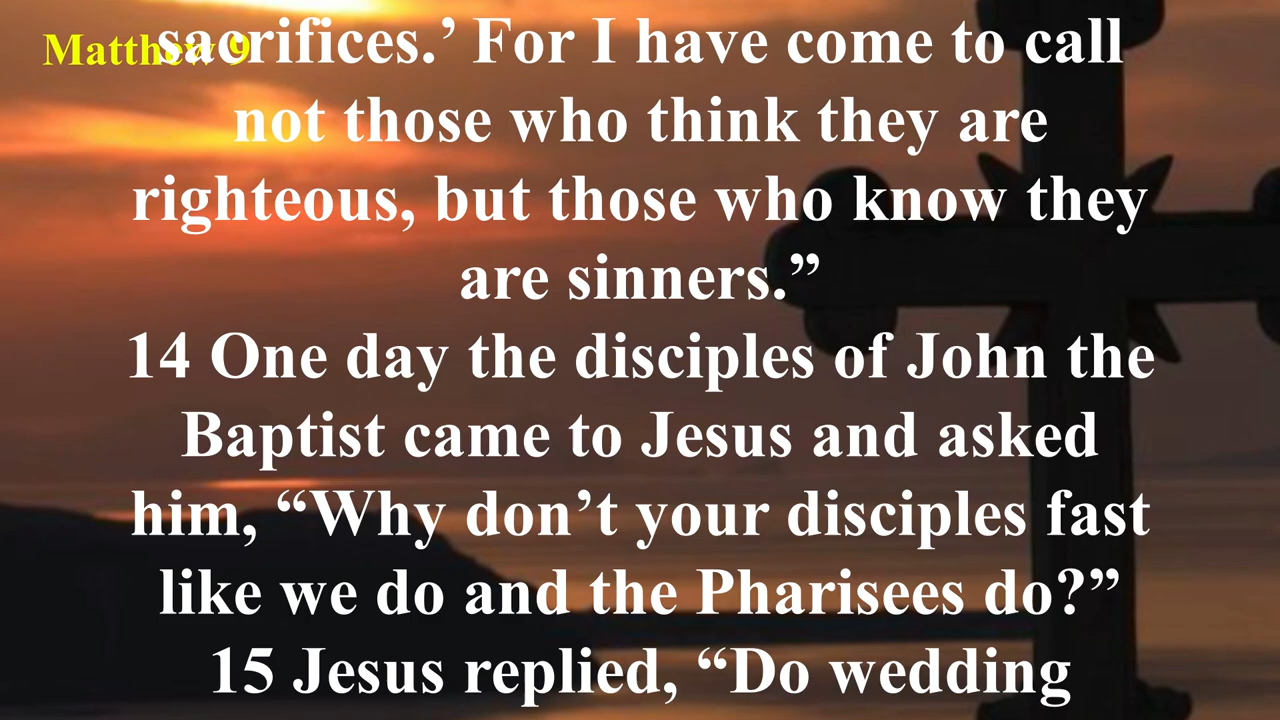 Matthew 9
sacrifices.’ For I have come to call
not those who think they are
righteous, but those who know they
are sinners.”
14 One day the disciples of John the
Baptist came to Jesus and asked
him, “Why don’t your disciples fast
like we do and the Pharisees do?”
15 Jesus replied, “Do wedding